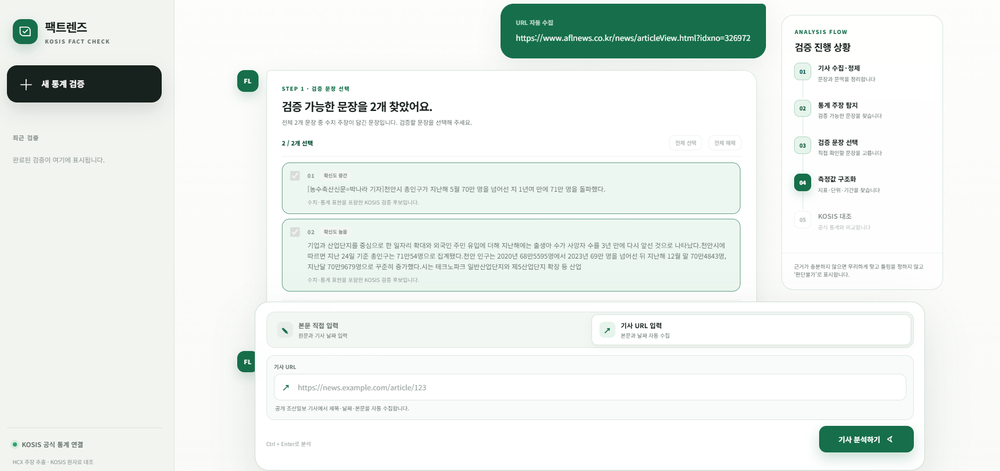 팩트렌즈
KOSIS FACT CHECK
새 통계 검증
최근 검증
완료된 검증이 여기에 표시됩니다.
KOSIS 공식 통계 연결
HCX 주장 추출 · KOSIS 원자료 대조
URL 자동 수집
https://www.aflnews.co.kr/news/articleView.html?idxno=326972
FL
STEP 1 · 검증 문장 선택
검증 가능한 문장을 2개 찾았어요.
전체 2개 문장 중 수치 주장이 담긴 문장입니다. 검증할 문장을 선택해 주세요.
2 / 2개 선택
전체 선택
전체 해제
01 확신도 중간
[농수축산신문=박나라 기자]천안시 총인구가 지난해 5월 70만 명을 넘어선 지 1년여 만에 71만 명을 돌파했다.
수치·통계 표현을 포함한 KOSIS 검증 후보입니다.
02 확신도 높음
기업과 산업단지를 중심으로 한 일자리 확대와 외국인 주민 유입에 더해 지난해에는 출생아 수가 사망자 수를 3년 만에 다시 앞선 것으로 나타났다.천안시에
따르면 지난 24일 기준 총인구는 71만54명으로 집계됐다.천안 인구는 2020년 68만5595명에서 2023년 69만 명을 넘어선 뒤 지난해 12월 말 70만4843명,
지난달 70만9679명으로 꾸준히 증가했다.시는 테크노파크 일반산업단지와 제5산업단지 확장 등 산업
수치·통계 표현을 포함한 KOSIS 검증 후보입니다.
FL
본문 직접 입력
원문과 기사 날짜 입력
기사 URL 입력
본문과 날짜 자동 수집
기사 URL
https://news.example.com/article/123
공개 조선일보 기사에서 제목·날짜·본문을 자동 수집합니다.
Ctrl + Enter로 분석
기사 분석하기
ANALYSIS FLOW
검증 진행 상황
01
기사 수집·정제
문장과 문맥을 정리합니다
02
통계 주장 탐지
검증 가능한 문장을 찾습니다
03
검증 문장 선택
직접 확인할 문장을 고릅니다
04
측정값 구조화
지표·단위·기간을 찾습니다
05
KOSIS 대조
공식 통계와 비교합니다
근거가 충분하지 않으면 무리하게 맞고 틀림을 정하지 않고
‘판단불가’로 표시합니다.